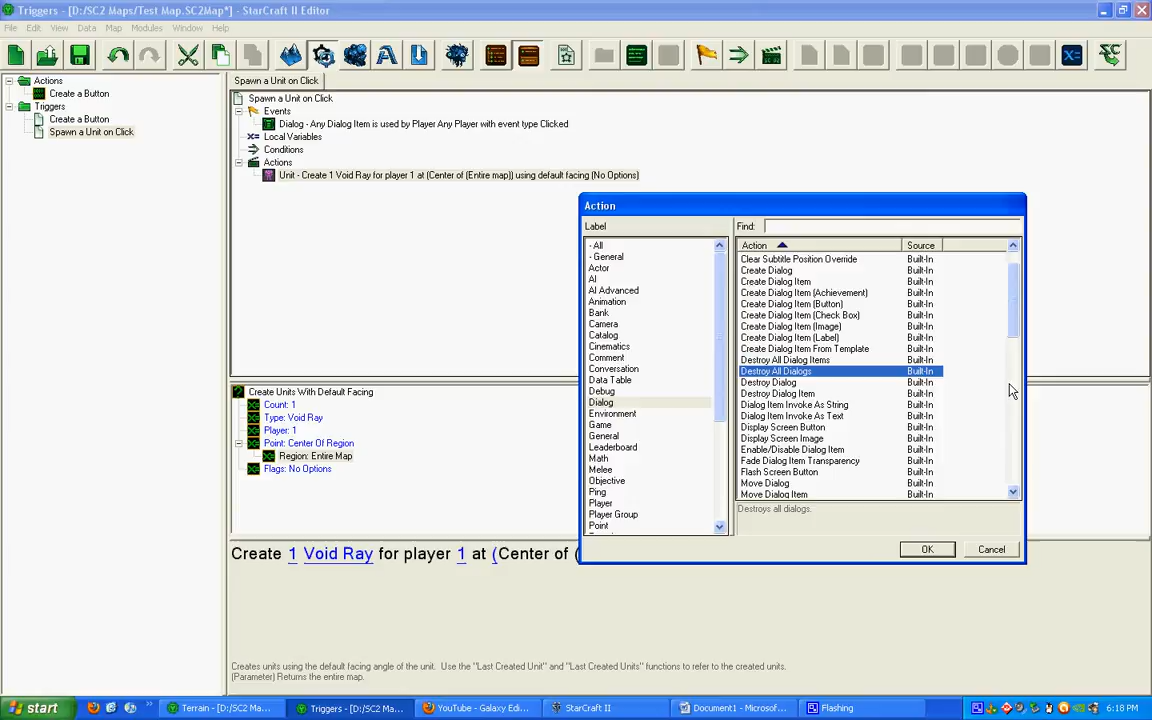 Triggers - [D:/SC2 Maps/Test Map.SC2Map*] - StarCraft II Editor
File Edit View Data Map Modules Window Help
Actions
Create a Button
Triggers
Create a Button
Spawn a Unit on Click
Spawn a Unit on Click
Spawn a Unit on Click
Events
Dialog - Any Dialog Item is used by Player Any Player with event type Clicked
Local Variables
Conditions
Actions
Unit - Create 1 Void Ray for player 1 at (Center of (Entire map)) using default facing (No Options)
Create Units With Default Facing
Count: 1
Type: Void Ray
Player: 1
Point: Center Of Region
Region: Entire Map
Flags: No Options
Create 1 Void Ray for player 1 at (Center of (
Creates units using the default facing angle of the unit. Use the "Last Created Unit" and "Last Created Units" functions to refer to the created units.
(Parameter) Returns the entire map.
Action
Label
- All
- General
Actor
AI
AI Advanced
Animation
Bank
Camera
Catalog
Cinematics
Comment
Conversation
Data Table
Debug
Dialog
Environment
Game
General
Leaderboard
Math
Melee
Objective
Ping
Player
Player Group
Point
Find:
Action Source
Clear Subtitle Position Override Built-In
Create Dialog Built-In
Create Dialog Item Built-In
Create Dialog Item (Achievement) Built-In
Create Dialog Item (Button) Built-In
Create Dialog Item (Check Box) Built-In
Create Dialog Item (Image) Built-In
Create Dialog Item (Label) Built-In
Create Dialog Item From Template Built-In
Destroy All Dialog Items Built-In
Destroy All Dialogs Built-In
Destroy Dialog Built-In
Destroy Dialog Item Built-In
Dialog Item Invoke As String Built-In
Dialog Item Invoke As Text Built-In
Display Screen Button Built-In
Display Screen Image Built-In
Enable/Disable Dialog Item Built-In
Fade Dialog Item Transparency Built-In
Flash Screen Button Built-In
Move Dialog Built-In
Move Dialog Item Built-In
Destroys all dialogs.
OK Cancel
start
Terrain - [D:/SC2 Ma...
Triggers - [D:/SC2 Ma...
YouTube - Galaxy Edi...
StarCraft II
Document1 - Microsof...
Flashing
6:18 PM